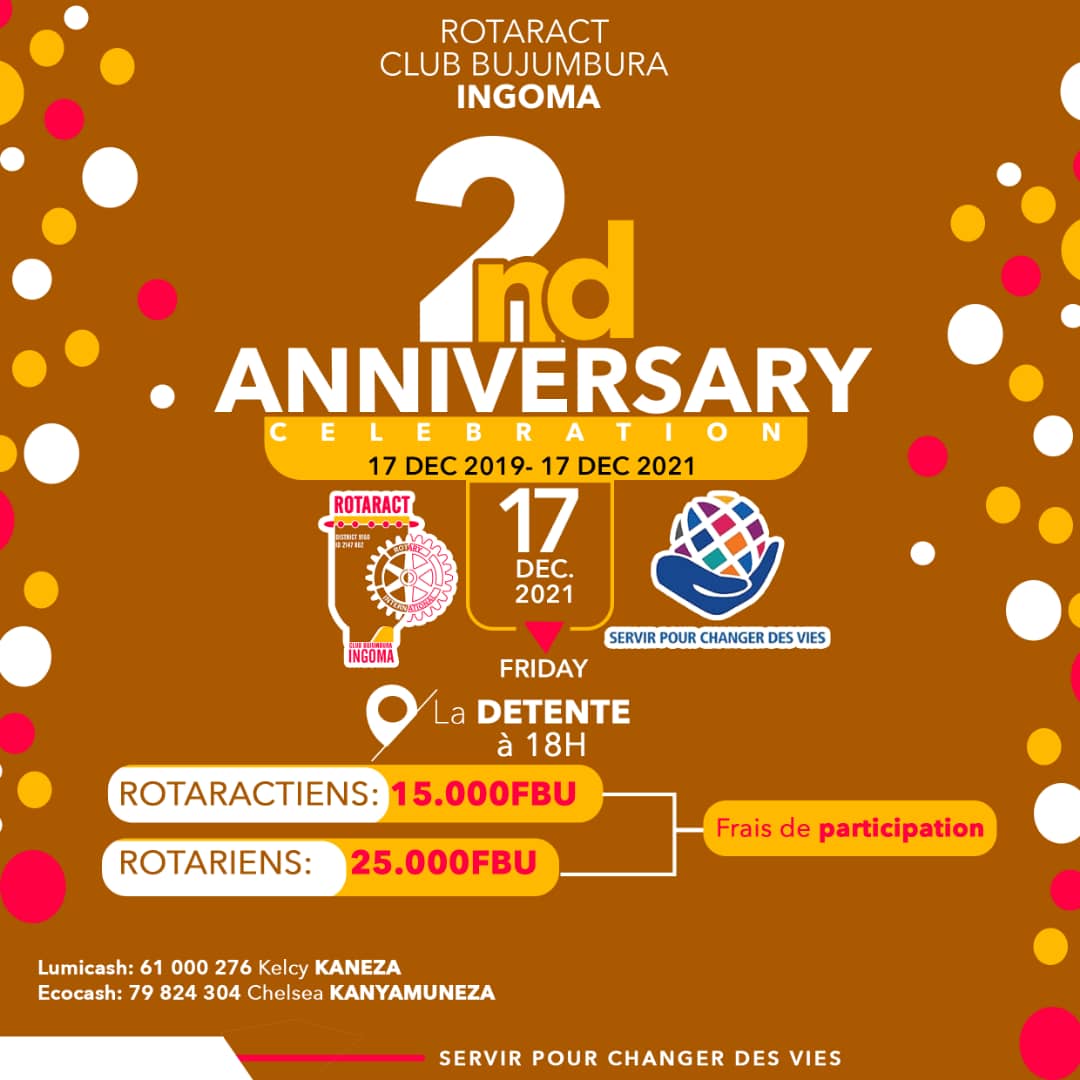 ROTARACT
CLUB BUJUMBURA
INGOMA
2nd
ANNIVERSARY
CELEBRATION
17 DEC 2019- 17 DEC 2021
ROTARACT
DISTRICT 9150
ROTARY
INTERNATIONAL
CLUB BUJUMBURA
INGOMA
17
DEC.
2021
FRIDAY
SERVIR POUR CHANGER DES VIES
La DETENTE
à 18H
ROTARACTIENS: 15.000FBU
ROTARIENS: 25.000FBU
Frais de participation
Lumicash: 61 000 276 Kelcy KANEZA
Ecocash: 79 824 304 Chelsea KANYAMUNEZA
SERVIR POUR CHANGER DES VIES